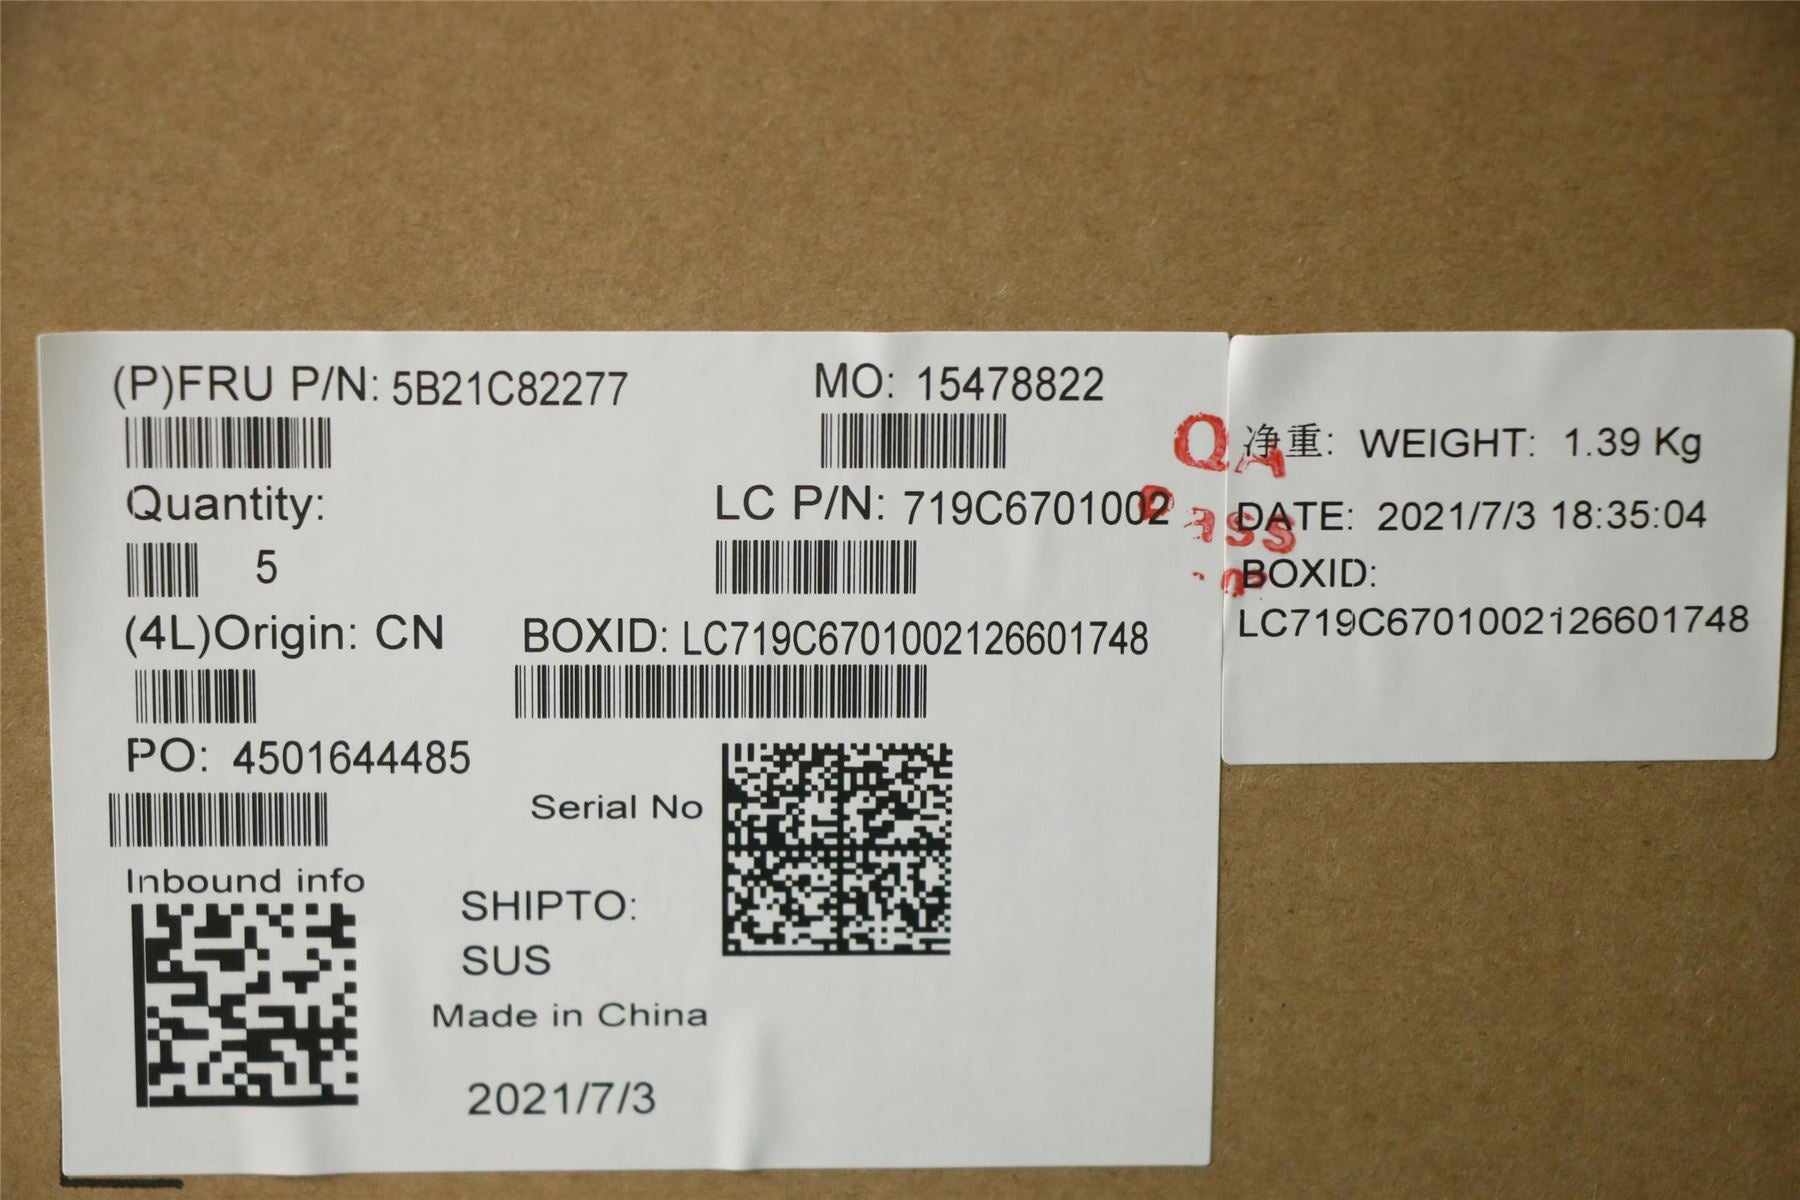 (P)FRU P/N: 5B21C82277
MO: 15478822
Quantity:
5
LC P/N: 719C6701002
(4L)Origin: CN
BOXID: LC719C6701002126601748
PO: 4501644485
Serial No
Inbound info
SHIPTO:
SUS
Made in China
2021/7/3
QA
Pass
净重: WEIGHT: 1.39 Kg
DATE: 2021/7/3 18:35:04
BOXID:
LC719C6701002126601748